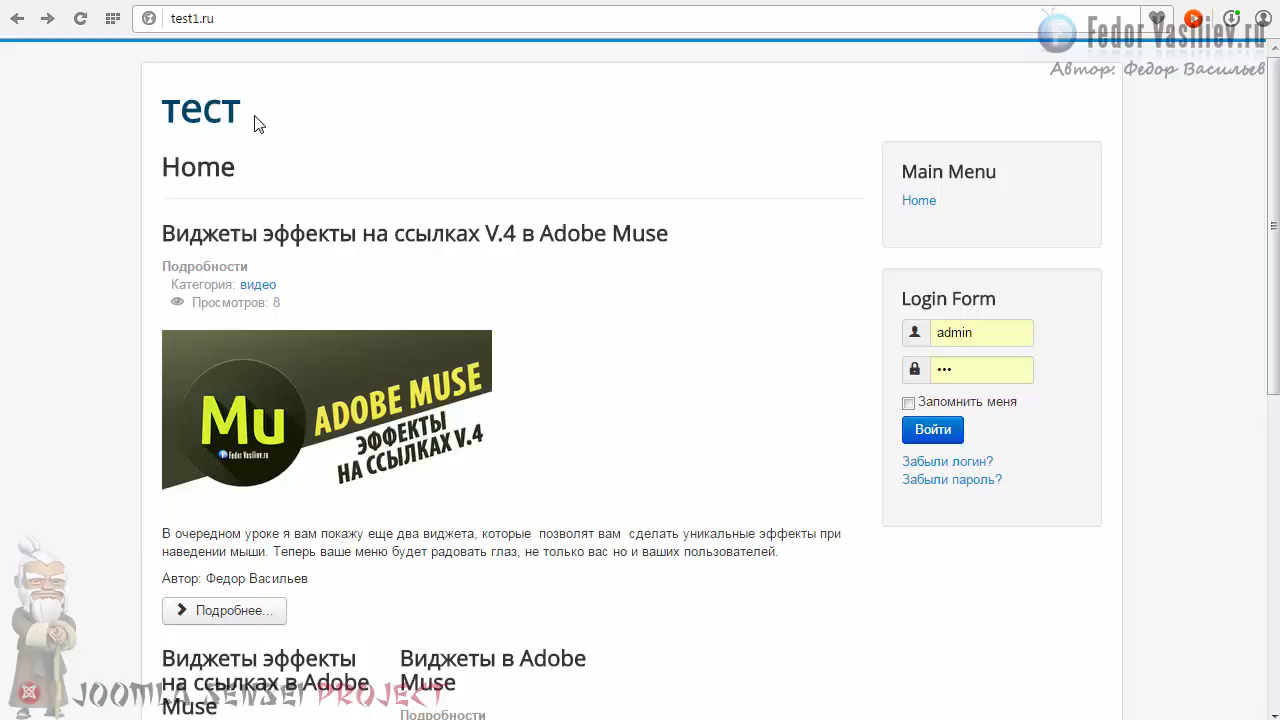 test1.ru
Fedor Vasiliev.ru
Автор: Федор Васильев
тест
Home
Виджеты эффекты на ссылках V.4 в Adobe Muse
Подробности
Категория: видео
Просмотров: 8
Mu
Fedor Vasiliev.ru
ADOBE MUSE
ЭФФЕКТЫ
НА ССЫЛКАХ V.4
В очередном уроке я вам покажу еще два виджета, которые позволят вам сделать уникальные эффекты при
наведении мыши. Теперь ваше меню будет радовать глаз, не только вас но и ваших пользователей.
Автор: Федор Васильев
Подробнее...
Виджеты эффекты
на ссылках в Adobe
Muse
Виджеты в Adobe
Muse
Подробности
Main Menu
Home
Login Form
admin
•••
Запомнить меня
Войти
Забыли логин?
Забыли пароль?
JOOMLA SENSEI PROJECT